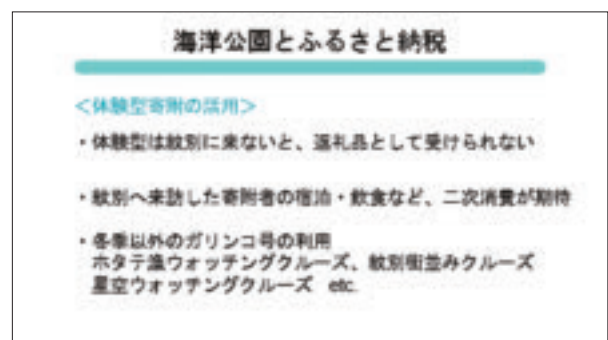 海洋公園とふるさと納税
＜体験型寄附の活用＞
・体験型は紋別に来ないと、返礼品として受けられない
・紋別へ来訪した寄附者の宿泊・飲食など、二次消費が期待
・冬季以外のガリンコ号の利用
ホタテ漁ウォッチングクルーズ、紋別街並みクルーズ
星空ウォッチングクルーズ etc.